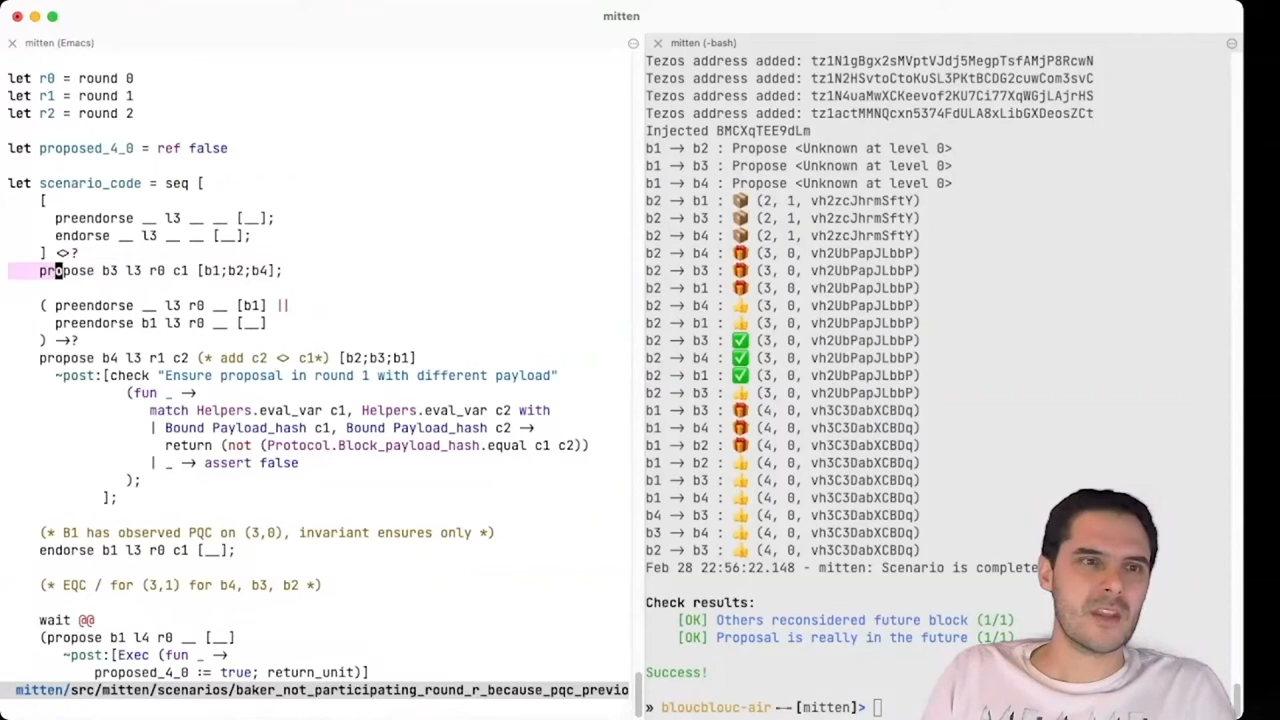 mitten
mitten (Emacs)
let r0 = round 0
let r1 = round 1
let r2 = round 2
let proposed_4_0 = ref false
let scenario_code = seq [
[
preendorse __ l3 __ __ [__];
endorse __ l3 __ __ [__];
] <>?
propose b3 l3 r0 c1 [b1;b2;b4];
( preendorse __ l3 r0 __ [b1] ||
preendorse b1 l3 r0 __ [__]
) ->?
propose b4 l3 r1 c2 (* add c2 <> c1*) [b2;b3;b1]
~post:[check "Ensure proposal in round 1 with different payload"
(fun _ ->
match Helpers.eval_var c1, Helpers.eval_var c2 with
| Bound Payload_hash c1, Bound Payload_hash c2 ->
return (not (Protocol.Block_payload_hash.equal c1 c2))
| _ -> assert false
);
];
(* B1 has observed PQC on (3,0), invariant ensures only *)
endorse b1 l3 r0 c1 [__];
(* EQC / for (3,1) for b4, b3, b2 *)
wait @@
(propose b1 l4 r0 __ [__]
~post:[Exec (fun _ ->
proposed_4_0 := true; return_unit)]
mitten/src/mitten/scenarios/baker_not_participating_round_r_because_pqc_previo
mitten (-bash)
Tezos address added: tz1N1gBgx2sMVptVJdj5MegpTsfAMjP8RcwN
Tezos address added: tz1N2HSvtoCtoKuSL3PKtBCDG2cuwCom3svC
Tezos address added: tz1N4uaMwXCKeevof2KU7Ci77XqWGjLAjrHS
Tezos address added: tz1actMMNQcxn5374FdULA8xLibGXDeosZCt
Injected BMCXqTEE9dLm
b1 -> b2 : Propose <Unknown at level 0>
b1 -> b3 : Propose <Unknown at level 0>
b1 -> b4 : Propose <Unknown at level 0>
b2 -> b1 : 📦 (2, 1, vh2zcJhrmSftY)
b2 -> b3 : 📦 (2, 1, vh2zcJhrmSftY)
b2 -> b4 : 📦 (2, 1, vh2zcJhrmSftY)
b2 -> b4 : 🎁 (3, 0, vh2UbPapJLbbP)
b2 -> b3 : 🎁 (3, 0, vh2UbPapJLbbP)
b2 -> b1 : 🎁 (3, 0, vh2UbPapJLbbP)
b2 -> b4 : 👍 (3, 0, vh2UbPapJLbbP)
b2 -> b1 : 👍 (3, 0, vh2UbPapJLbbP)
b2 -> b3 : ✅ (3, 0, vh2UbPapJLbbP)
b2 -> b4 : ✅ (3, 0, vh2UbPapJLbbP)
b2 -> b1 : ✅ (3, 0, vh2UbPapJLbbP)
b2 -> b3 : 👍 (3, 0, vh2UbPapJLbbP)
b1 -> b3 : 🎁 (4, 0, vh3C3DabXCBDq)
b1 -> b4 : 🎁 (4, 0, vh3C3DabXCBDq)
b1 -> b2 : 🎁 (4, 0, vh3C3DabXCBDq)
b1 -> b2 : 👍 (4, 0, vh3C3DabXCBDq)
b1 -> b3 : 👍 (4, 0, vh3C3DabXCBDq)
b1 -> b4 : 👍 (4, 0, vh3C3DabXCBDq)
b4 -> b3 : 👍 (4, 0, vh3C3DabXCBDq)
b3 -> b4 : 👍 (4, 0, vh3C3DabXCBDq)
b2 -> b3 : 👍 (4, 0, vh3C3DabXCBDq)
Feb 28 22:56:22.148 - mitten: Scenario is complete
Check results:
[OK] Others reconsidered future block (1/1)
[OK] Proposal is really in the future (1/1)
Success!
» bloucblouc-air -- [mitten]>